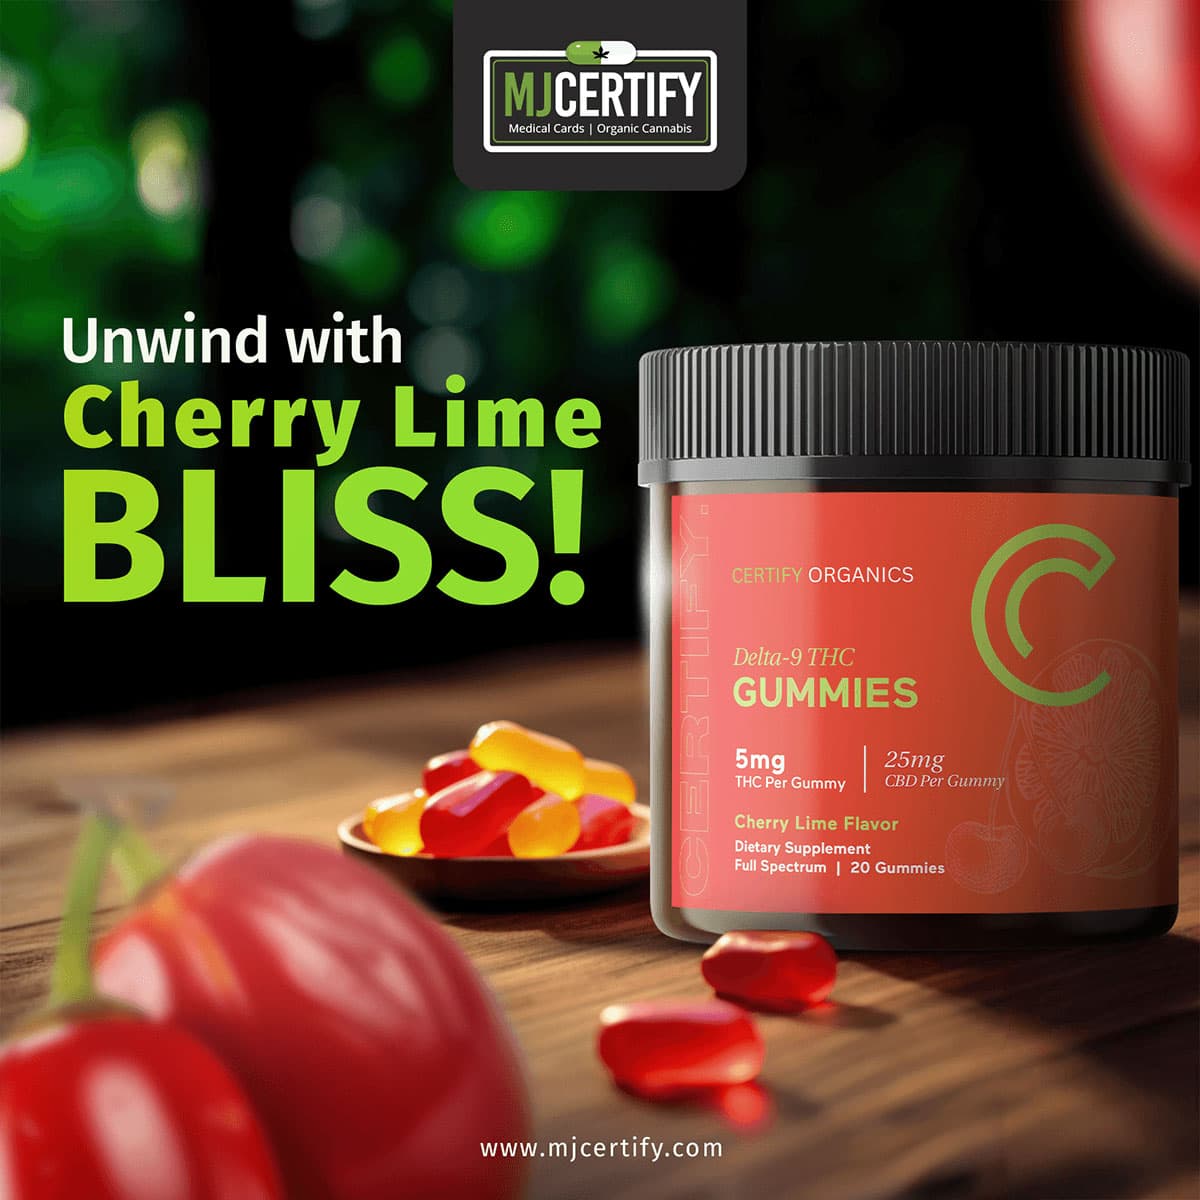 MJCERTIFY
Medical Cards | Organic Cannabis
Unwind with
Cherry Lime
BLISS!
CERTIFY.
CERTIFY ORGANICS
Delta-9 THC
GUMMIES
5mg
THC Per Gummy
25mg
CBD Per Gummy
Cherry Lime Flavor
Dietary Supplement
Full Spectrum | 20 Gummies
www.mjcertify.com